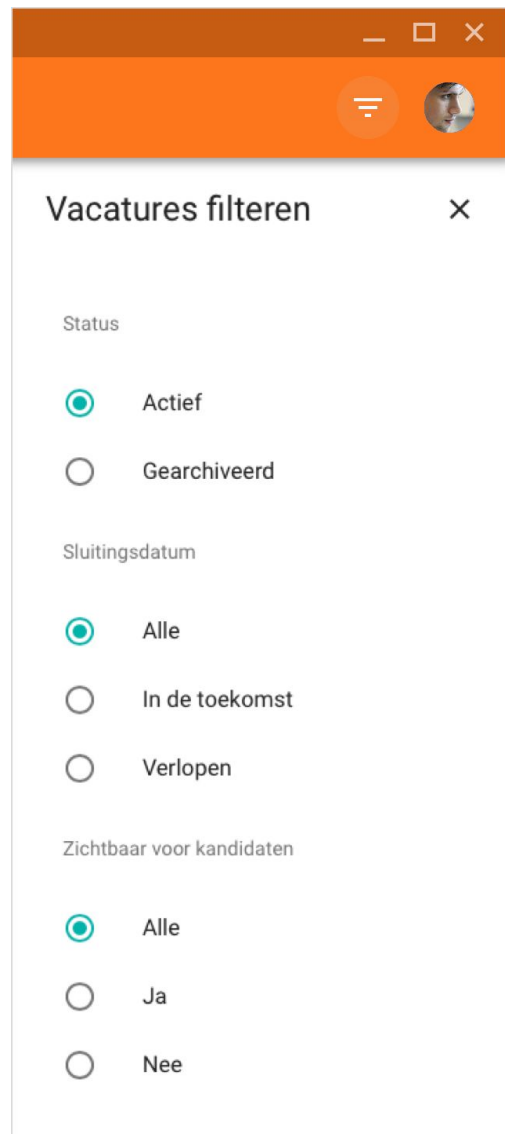 Vacatures filteren
Status
Actief
Gearchiveerd
Sluitingsdatum
Alle
In de toekomst
Verlopen
Zichtbaar voor kandidaten
Alle
Ja
Nee